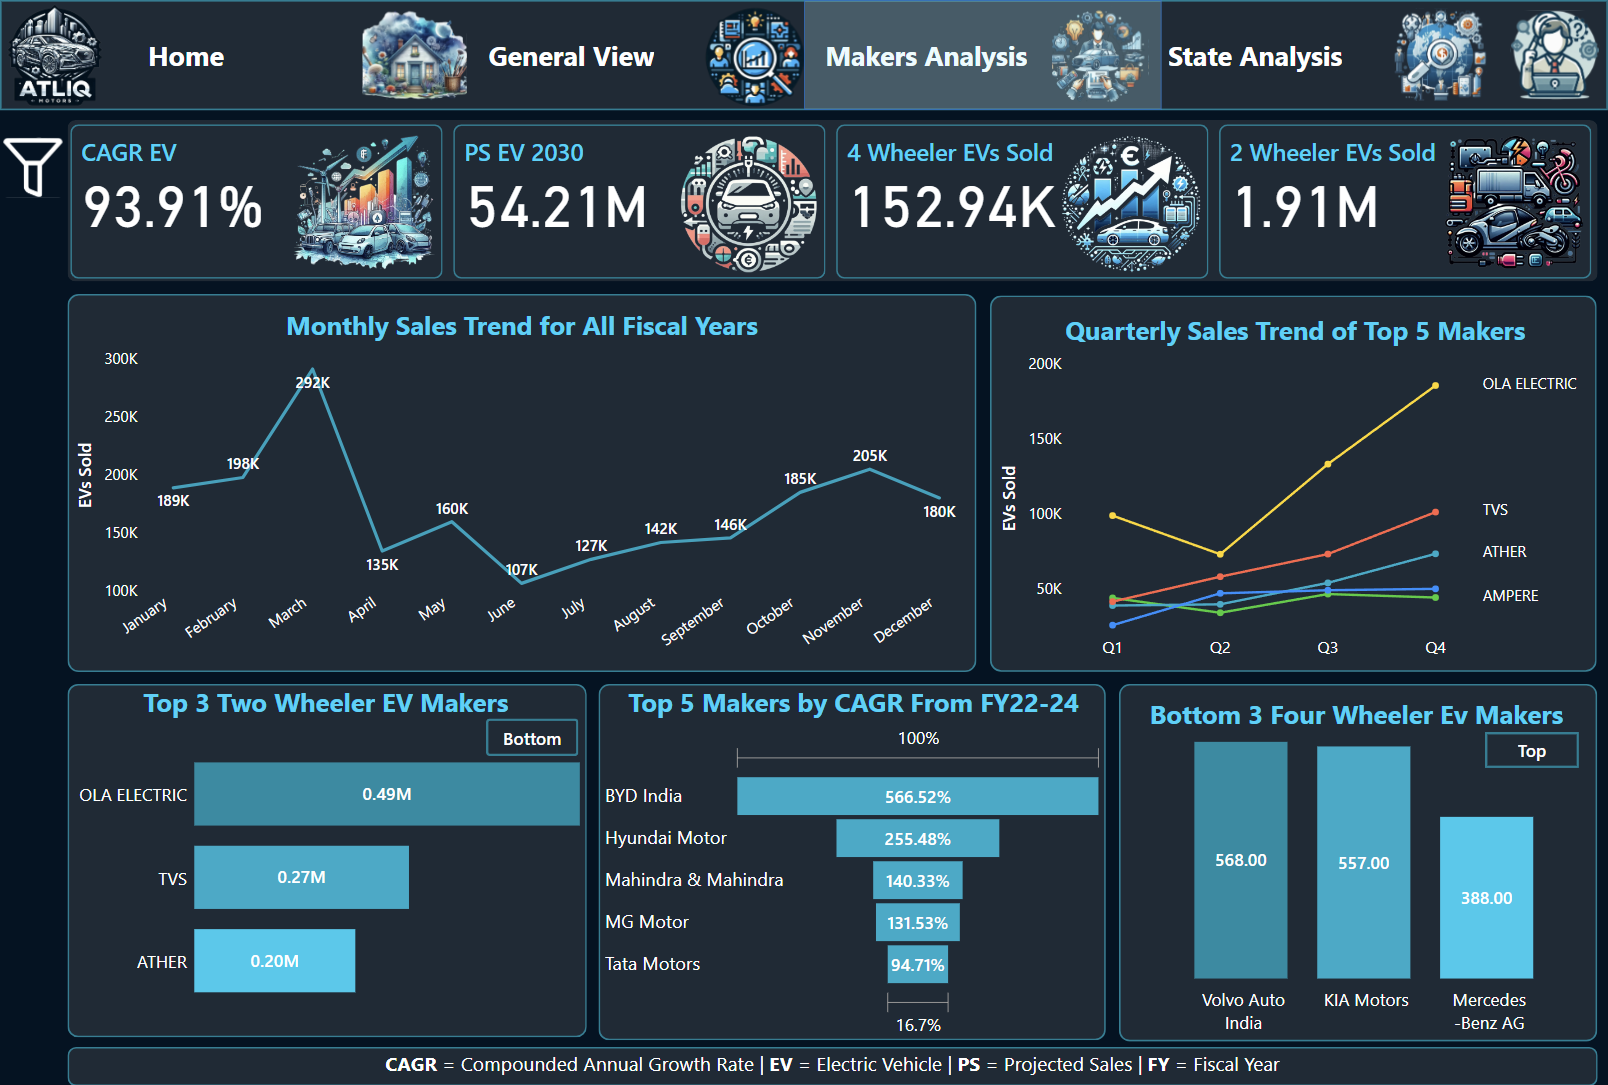 ATLIQ
MOTORS
Home
General View
Makers Analysis
State Analysis
CAGR EV
93.91%
PS EV 2030
54.21M
4 Wheeler EVs Sold
152.94K
2 Wheeler EVs Sold
1.91M
Monthly Sales Trend for All Fiscal Years
EVs Sold
300K
250K
200K
150K
100K
189K
198K
292K
135K
160K
107K
127K
142K
146K
185K
205K
180K
January
February
March
April
May
June
July
August
September
October
November
December
Quarterly Sales Trend of Top 5 Makers
EVs Sold
200K
150K
100K
50K
OLA ELECTRIC
TVS
ATHER
AMPERE
Q1
Q2
Q3
Q4
Top 3 Two Wheeler EV Makers
Bottom
OLA ELECTRIC
0.49M
TVS
0.27M
ATHER
0.20M
Top 5 Makers by CAGR From FY22-24
100%
BYD India
566.52%
Hyundai Motor
255.48%
Mahindra & Mahindra
140.33%
MG Motor
131.53%
Tata Motors
94.71%
16.7%
Bottom 3 Four Wheeler Ev Makers
Top
568.00
557.00
388.00
Volvo Auto
India
KIA Motors
Mercedes
-Benz AG
CAGR = Compounded Annual Growth Rate | EV = Electric Vehicle | PS = Projected Sales | FY = Fiscal Year